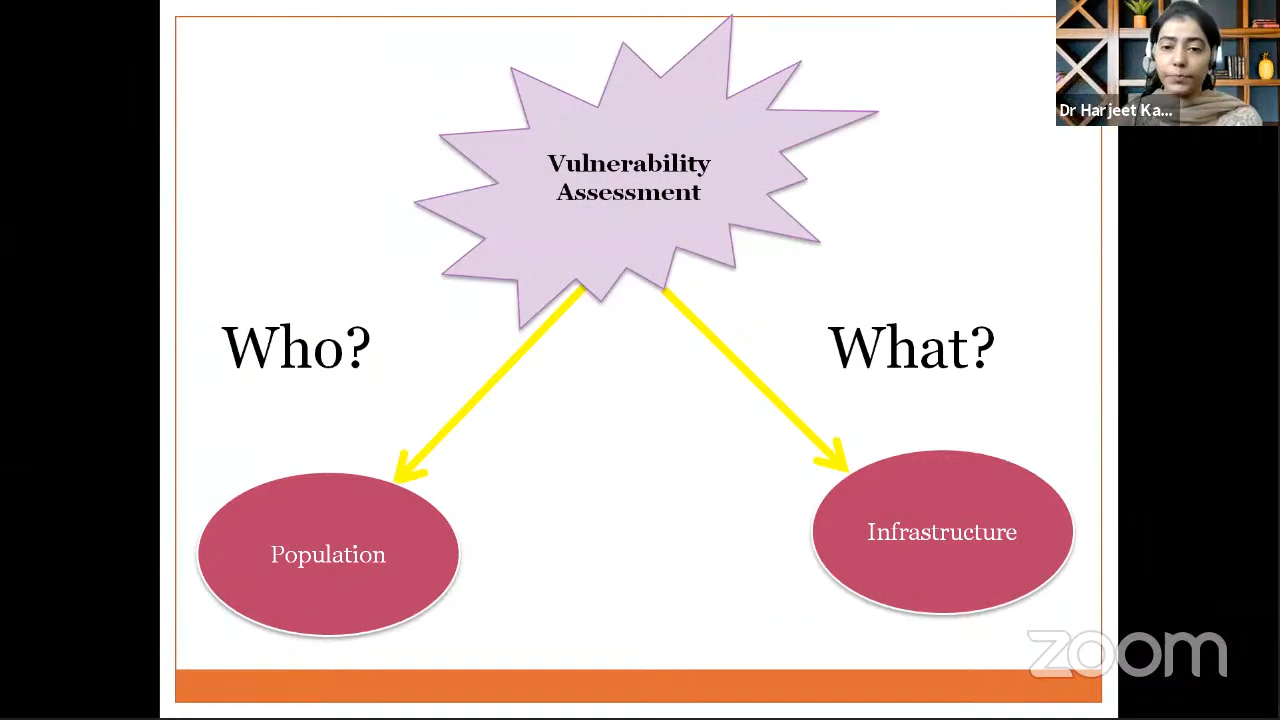 Dr Harjeet Ka...
Vulnerability
Assessment
Who?
What?
Population
Infrastructure
zoom